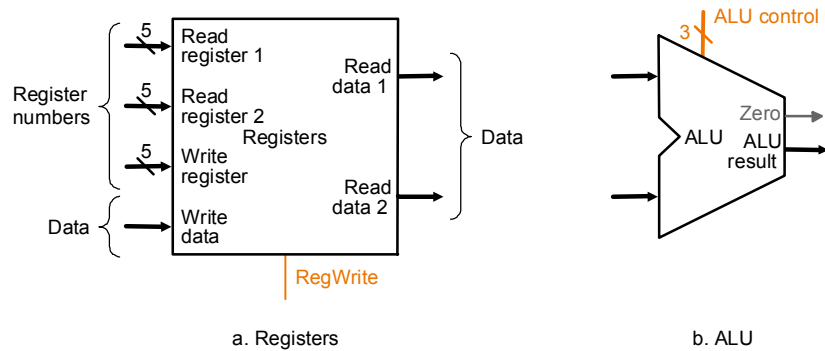 5
Read
register 1
5
Read
register 2
5
Write
register
Write
data
Register
numbers
Data
Registers
Read
data 1
Read
data 2
Data
RegWrite
a. Registers
ALU control
3
Zero
ALU
ALU
result
b. ALU